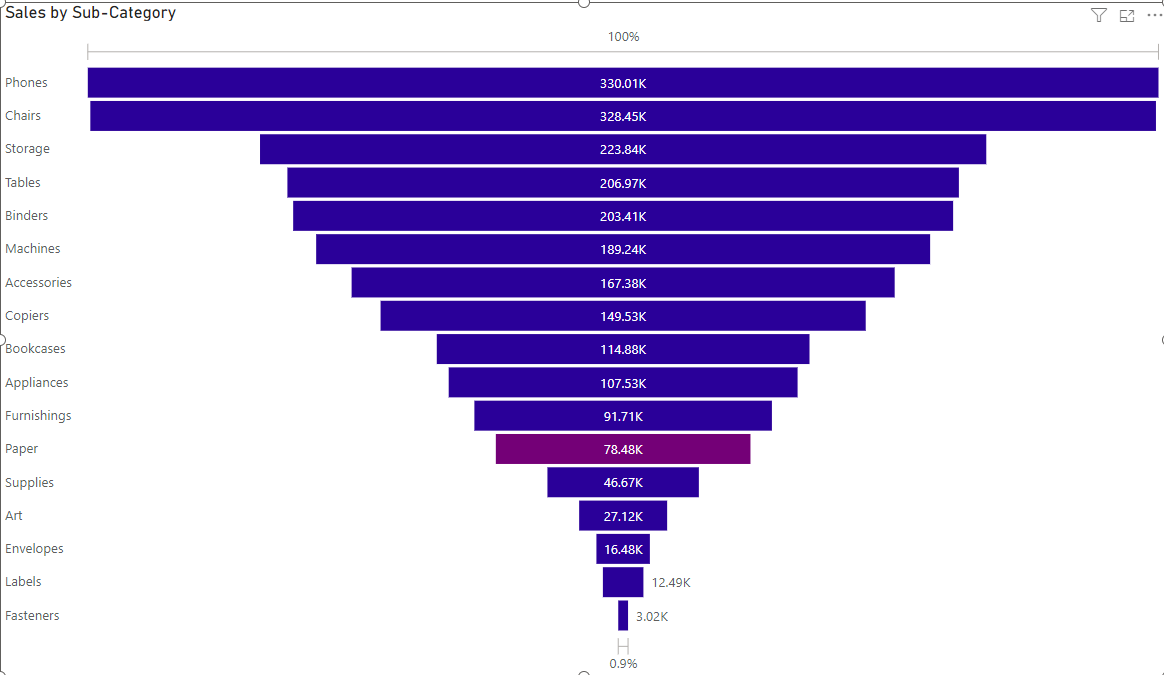 Sales by Sub-Category
100%
Phones 330.01K
Chairs 328.45K
Storage 223.84K
Tables 206.97K
Binders 203.41K
Machines 189.24K
Accessories 167.38K
Copiers 149.53K
Bookcases 114.88K
Appliances 107.53K
Furnishings 91.71K
Paper 78.48K
Supplies 46.67K
Art 27.12K
Envelopes 16.48K
Labels 12.49K
Fasteners 3.02K
0.9%